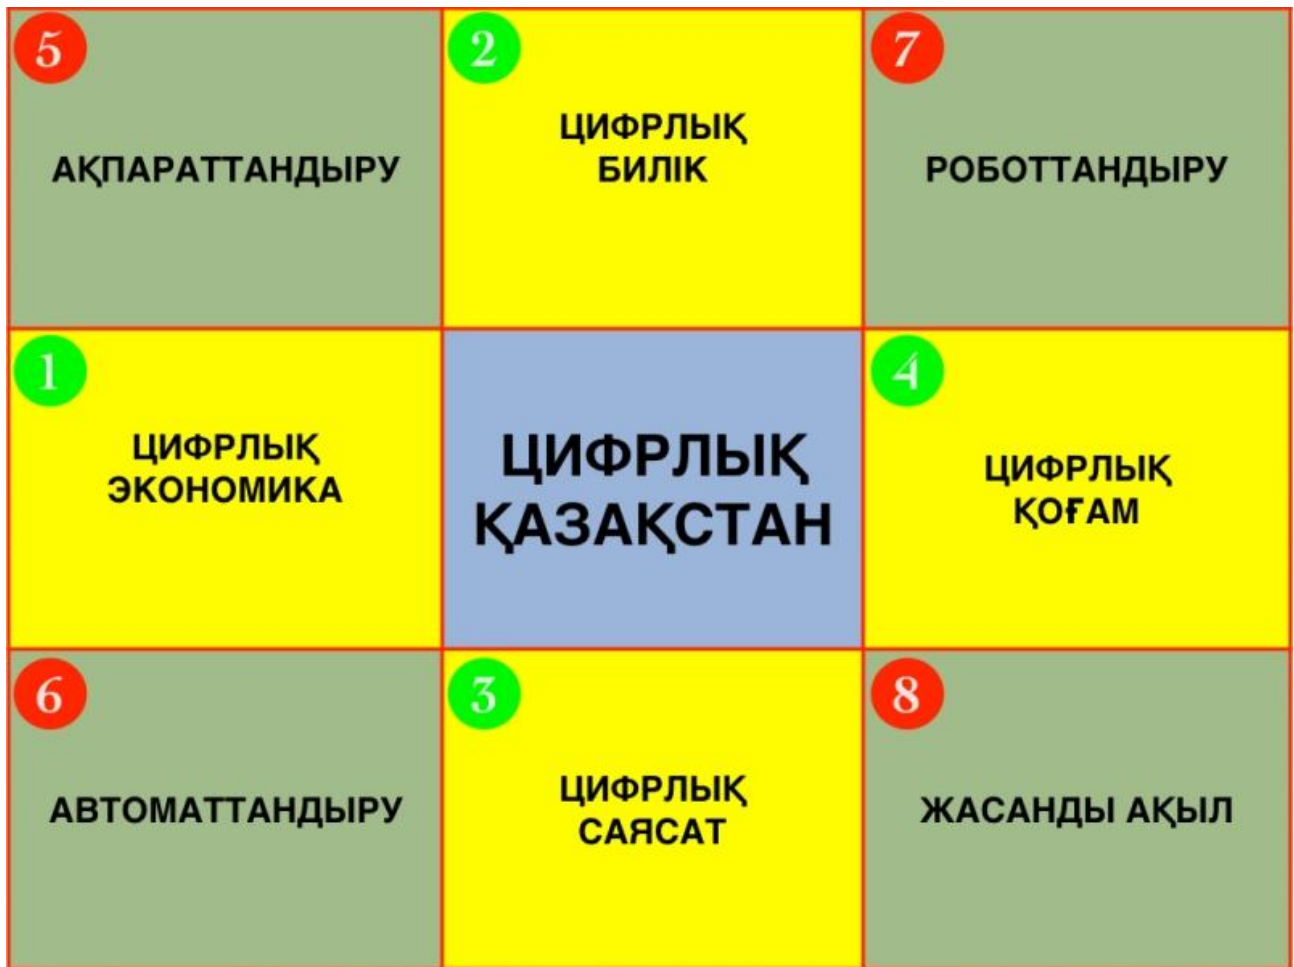 5
АҚПАРАТТАНДЫРУ
2
ЦИФРЛЫҚ
БИЛІК
7
РОБОТТАНДЫРУ
1
ЦИФРЛЫҚ
ЭКОНОМИКА
ЦИФРЛЫҚ
ҚАЗАҚСТАН
4
ЦИФРЛЫҚ
ҚОҒАМ
6
АВТОМАТТАНДЫРУ
3
ЦИФРЛЫҚ
САЯСАТ
8
ЖАСАНДЫ АҚЫЛ